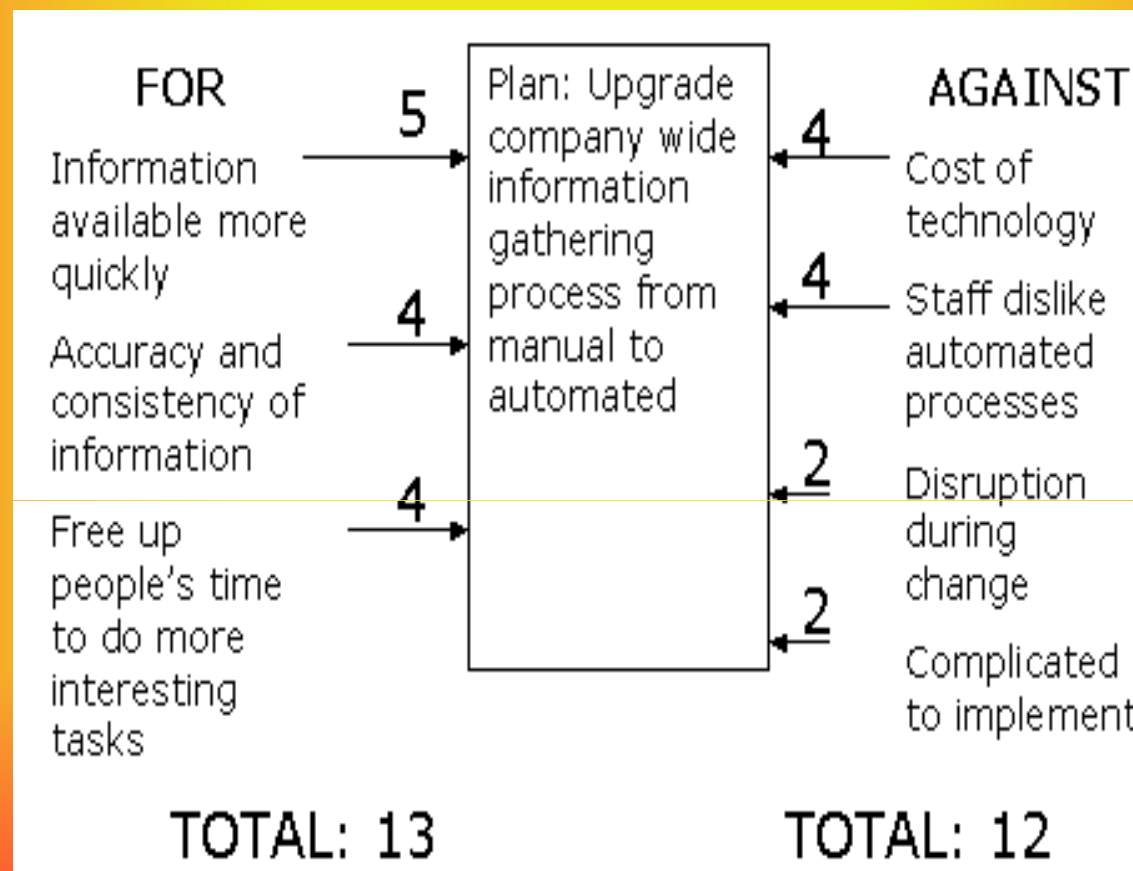 FOR
5
Information
available more
quickly
4
Accuracy and
consistency of
information
4
Free up
people's time
to do more
interesting
tasks
TOTAL: 13
Plan: Upgrade
company wide
information
gathering
process from
manual to
automated
AGAINST
4
Cost of
technology
4
Staff dislike
automated
processes
2
Disruption
during
change
2
Complicated
to implement
TOTAL: 12